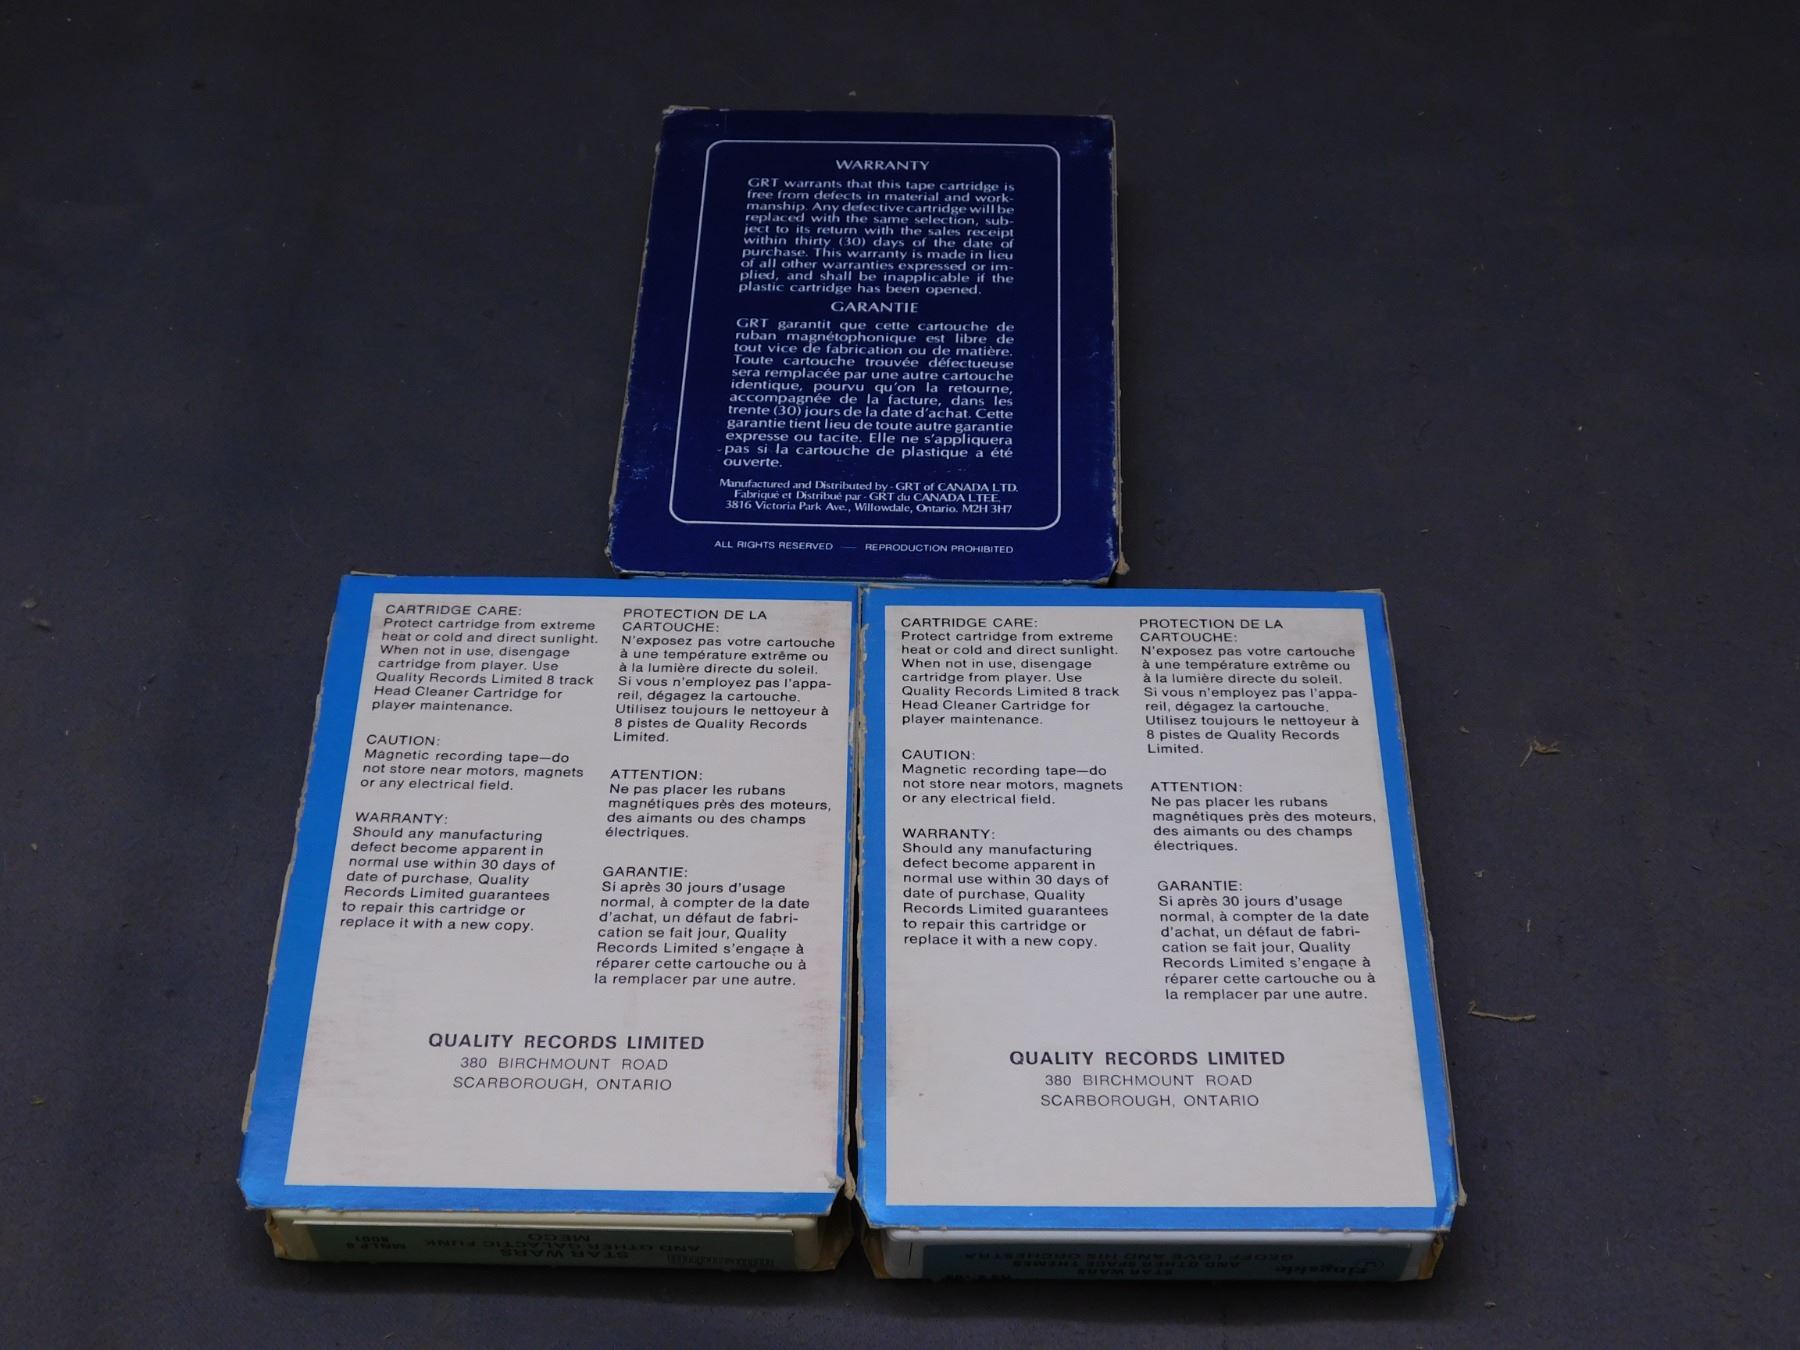 WARRANTY
GRT warrants that this tape cartridge is
free from defects in material and work-
manship. Any defective cartridge will be
replaced with the same selection, sub-
ject to its return with the sales receipt
within thirty (30) days of the date of
purchase. This warranty is made in lieu
of all other warranties expressed or im-
plied, and shall be inapplicable if the
plastic cartridge has been opened.
GARANTIE
GRT garantit que cette cartouche de
ruban magnétophonique est libre de
tout vice de fabrication ou de matière.
Toute cartouche trouvée défectueuse
sera remplacée par une autre cartouche
identique, pourvu qu'on la retourne,
accompagnée de la facture, dans les
trente (30) jours de la date d'achat. Cette
garantie tient lieu de toute autre garantie
expresse ou tacite. Elle ne s'appliquera
pas si la cartouche de plastique a été
ouverte.
Manufactured and Distributed by - GRT of CANADA LTD.
Fabriqué et Distribué par - GRT du CANADA LTEE.
3816 Victoria Park Ave., Willowdale, Ontario. M2H 3H7
ALL RIGHTS RESERVED — REPRODUCTION PROHIBITED
CARTRIDGE CARE:
Protect cartridge from extreme
heat or cold and direct sunlight.
When not in use, disengage
cartridge from player. Use
Quality Records Limited 8 track
Head Cleaner Cartridge for
player maintenance.
CAUTION:
Magnetic recording tape—do
not store near motors, magnets
or any electrical field.
WARRANTY:
Should any manufacturing
defect become apparent in
normal use within 30 days of
date of purchase, Quality
Records Limited guarantees
to repair this cartridge or
replace it with a new copy.
PROTECTION DE LA
CARTOUCHE:
N'exposez pas votre cartouche
à une température extrême ou
à la lumière directe du soleil.
Si vous n'employez pas l'appa-
reil, dégagez la cartouche.
Utilisez toujours le nettoyeur à
8 pistes de Quality Records
Limited.
ATTENTION:
Ne pas placer les rubans
magnétiques près des moteurs,
des aimants ou des champs
électriques.
GARANTIE:
Si après 30 jours d'usage
normal, à compter de la date
d'achat, un défaut de fabri-
cation se fait jour, Quality
Records Limited s'engage à
réparer cette cartouche ou à
la remplacer par une autre.
QUALITY RECORDS LIMITED
380 BIRCHMOUNT ROAD
SCARBOROUGH, ONTARIO
STAR WARS
AND OTHER GALACTIC FUNK
MECO
MNLP 8
8001
CARTRIDGE CARE:
Protect cartridge from extreme
heat or cold and direct sunlight.
When not in use, disengage
cartridge from player. Use
Quality Records Limited 8 track
Head Cleaner Cartridge for
player maintenance.
CAUTION:
Magnetic recording tape—do
not store near motors, magnets
or any electrical field.
WARRANTY:
Should any manufacturing
defect become apparent in
normal use within 30 days of
date of purchase, Quality
Records Limited guarantees
to repair this cartridge or
replace it with a new copy.
PROTECTION DE LA
CARTOUCHE:
N'exposez pas votre cartouche
à une température extrême ou
à la lumière directe du soleil.
Si vous n'employez pas l'appa-
reil, dégagez la cartouche.
Utilisez toujours le nettoyeur à
8 pistes de Quality Records
Limited.
ATTENTION:
Ne pas placer les rubans
magnétiques près des moteurs,
des aimants ou des champs
électriques.
GARANTIE:
Si après 30 jours d'usage
normal, à compter de la date
d'achat, un défaut de fabri-
cation se fait jour, Quality
Records Limited s'engage à
réparer cette cartouche ou à
la remplacer par une autre.
QUALITY RECORDS LIMITED
380 BIRCHMOUNT ROAD
SCARBOROUGH, ONTARIO
STAR WARS
AND OTHER SPACE THEMES
GEOFF LOVE AND HIS ORCHESTRA